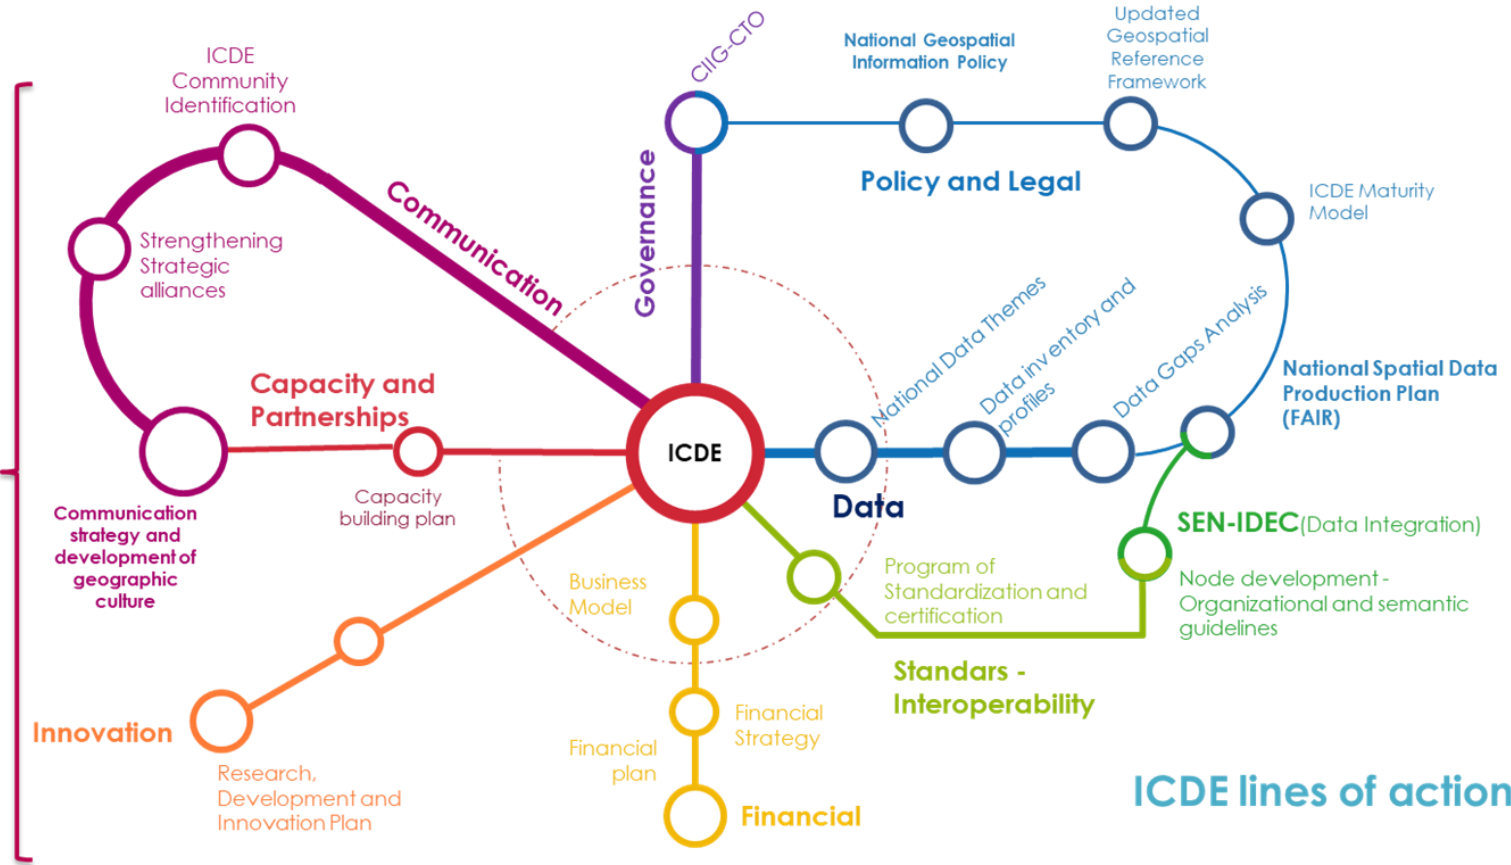 ICDE
Community
Identification
Strengthening
Strategic
alliances
Communication
Communication
strategy and
development of
geographic
culture
Capacity and
Partnerships
Capacity
building plan
Innovation
Research,
Development and
Innovation Plan
CIIG-CTO
Governance
ICDE
National Geospatial
Information Policy
Updated
Geospatial
Reference
Framework
Policy and Legal
ICDE Maturity
Model
National Data Themes
Data inventory and
profiles
Data Gaps Analysis
National Spatial Data
Production Plan
(FAIR)
Data
SEN-IDEC(Data Integration)
Node development -
Organizational and semantic
guidelines
Program of
Standardization and
certification
Standars -
Interoperability
Business
Model
Financial
Strategy
Financial
plan
Financial
ICDE lines of action